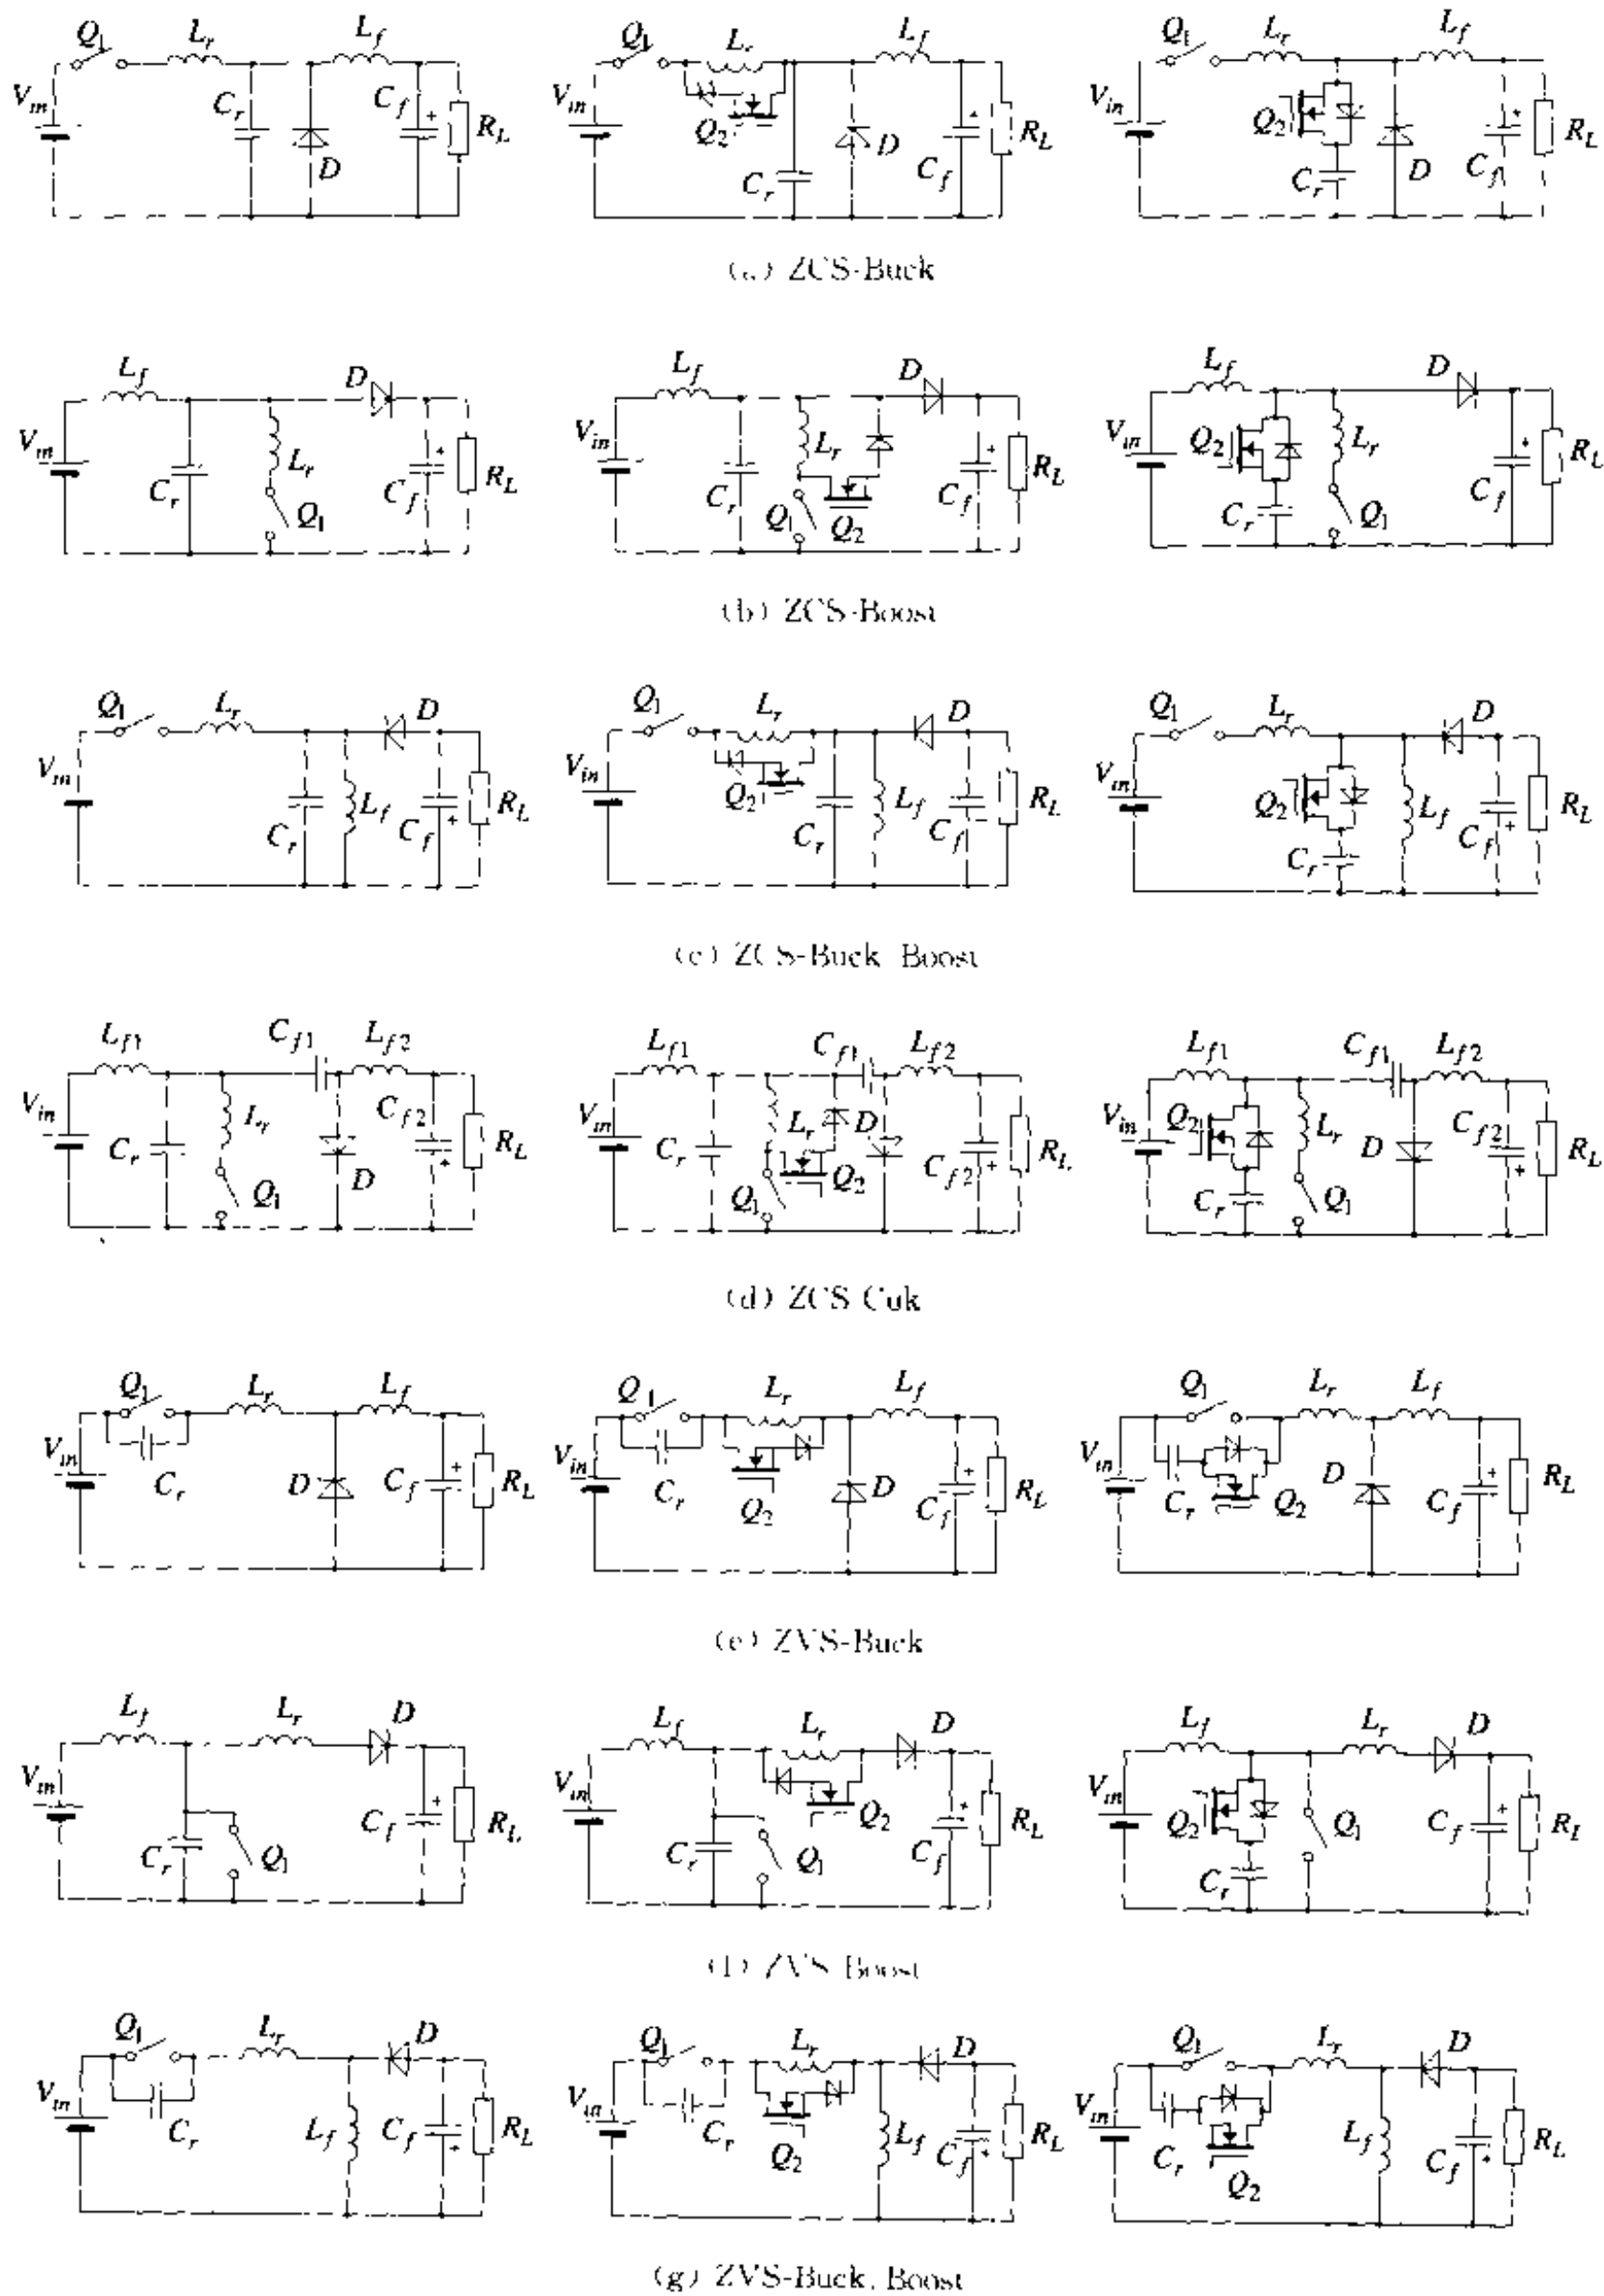 Q1 Lr Lf Q1 Lr Lf Q1 Lr Lf
Vin Cr Cf RL Vin Q2 RL Vin Q2 RL
D Cr D Cf Cr D Cf
(a) ZCS-Buck
Lf D Lf D Lf D
Vin Lr RL Vin Lr RL Vin Q2 Lr RL
Cr Q1 Cf Cr Q1 Q2 Cf Cr Q1 Cf
(b) ZCS-Boost
Q1 Lr D Q1 Lr D Q1 Lr D
Vin Lf RL Vin Q2 Lf RL Vin Q2 Lf RL
Cr Cf Cr Cf Cr Cf
(c) ZCS-Buck Boost
Lf1 Cf1 Lf2 Lf1 Cf1 Lf2 Lf1 Cf1 Lf2
Vin Lr Cf2 Vin Lr D Vin Q2 Lr Cf2
Cr Q1 D RL Cr Q1 Q2 Cf2 RL Cr Q1 D RL
(d) ZCS Cuk
Q1 Lr Lf Q1 Lr Lf Q1 Lr Lf
Vin Cr D Cf RL Vin Cr Q2 D Cf RL Vin Cr Q2 D Cf RL
(e) ZVS-Buck
Lf Lr D Lf Lr D Lf Lr D
Vin Cf RL Vin Q2 RL Vin Q2 Q1 Cf RL
Cr Q1 Cr Q1 Cf Cr
(f) ZVS Boost
Q1 Lr D Q1 Lr D Q1 Lr D
Vin Cr Lf Cf RL Vin Cr Q2 Lf Cf RL Vin Cr Q2 Lf Cf RL
(g) ZVS-Buck. Boost